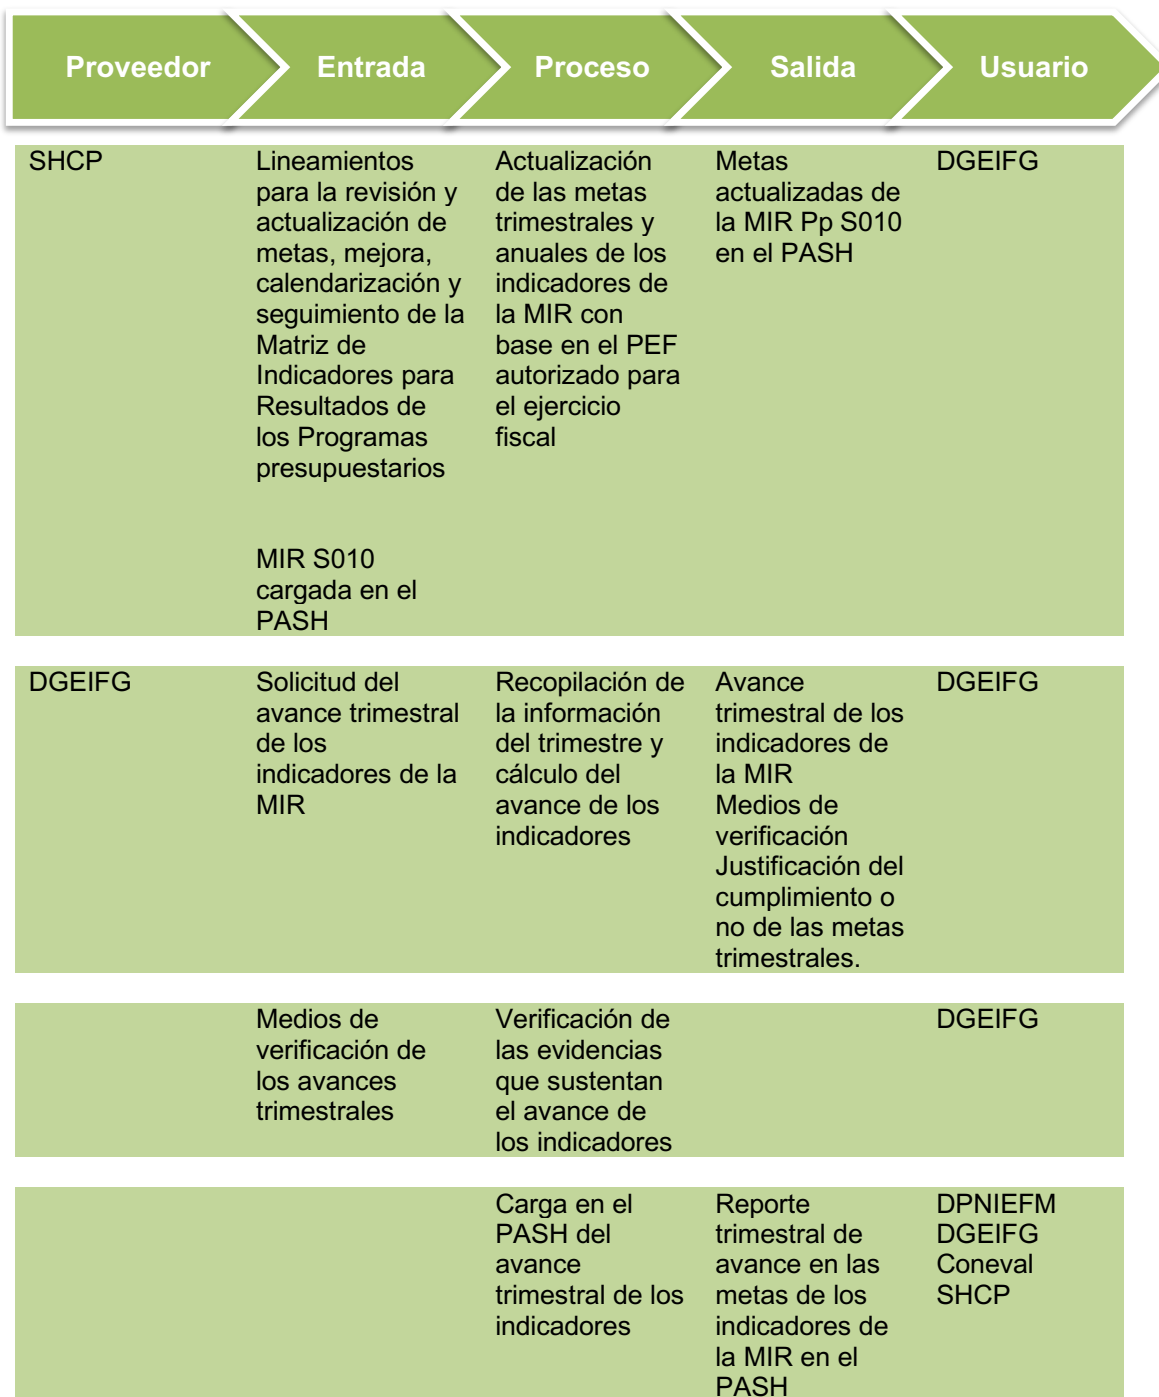 Proveedor
Entrada
Proceso
Salida
Usuario
SHCP
Lineamientos
para la revisión y
actualización de
metas, mejora,
calendarización y
seguimiento de la
Matriz de
Indicadores para
Resultados de
los Programas
presupuestarios
MIR S010
cargada en el
PASH
Actualización
de las metas
trimestrales y
anuales de los
indicadores de
la MIR con
base en el PEF
autorizado para
el ejercicio
fiscal
Metas
actualizadas de
la MIR Pp S010
en el PASH
DGEIFG
DGEIFG
Solicitud del
avance trimestral
de los
indicadores de la
MIR
Recopilación de
la información
del trimestre y
cálculo del
avance de los
indicadores
Avance
trimestral de los
indicadores de
la MIR
Medios de
verificación
Justificación del
cumplimiento o
no de las metas
trimestrales.
DGEIFG
Medios de
verificación de
los avances
trimestrales
Verificación de
las evidencias
que sustentan
el avance de
los indicadores
DGEIFG
Carga en el
PASH del
avance
trimestral de los
indicadores
Reporte
trimestral de
avance en las
metas de los
indicadores de
la MIR en el
PASH
DPNIEFM
DGEIFG
Coneval
SHCP